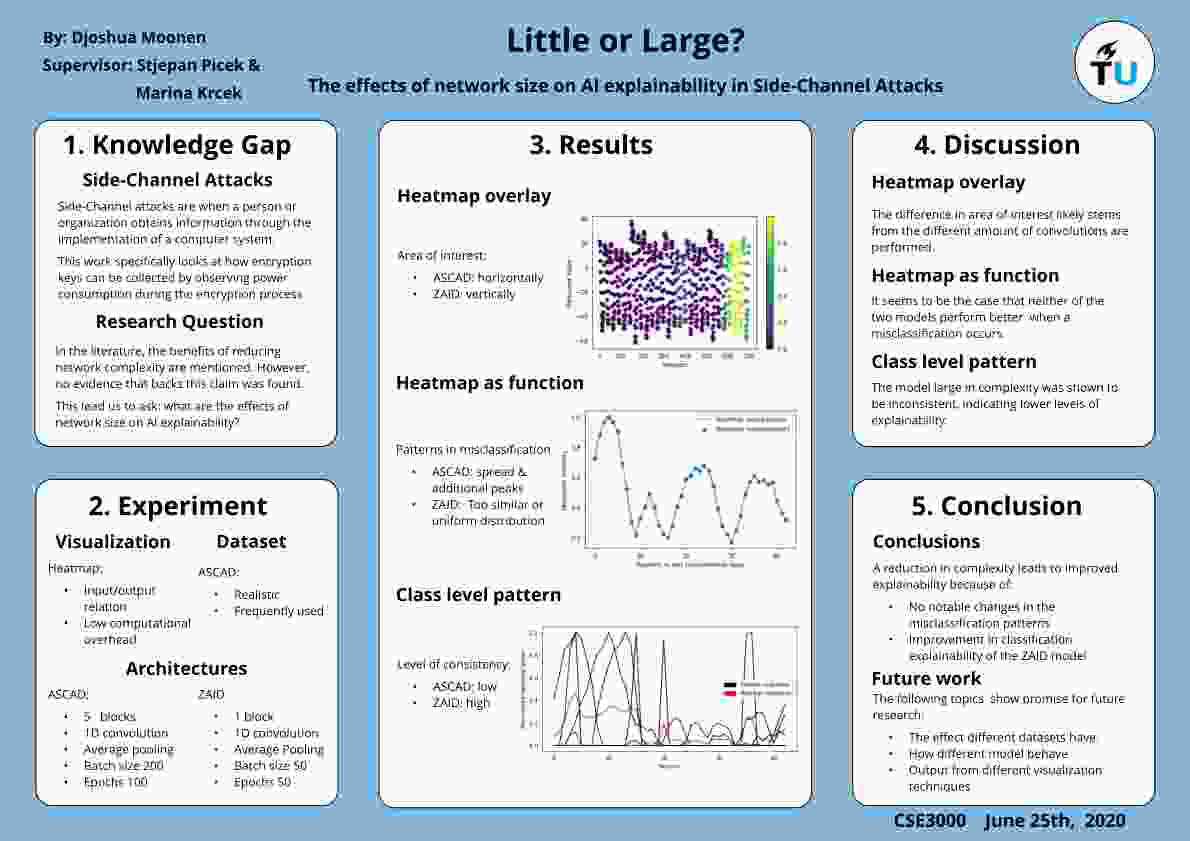 By: Djoshua Moonen
Supervisor: Stjepan Picek &
Marina Krcek
Little or Large?
The effects of network size on AI explainability in Side-Channel Attacks
TU
1. Knowledge Gap
Side-Channel Attacks
Side-Channel attacks are when a person or
organization obtains information through the
implementation of a computer system.
This work specifically looks at how encryption
keys can be collected by observing power
consumption during the encryption process
Research Question
In the literature, the benefits of reducing
network complexity are mentioned. However,
no evidence that backs this claim was found.
This lead us to ask: what are the effects of
network size on AI explainability?
2. Experiment
Visualization
Heatmap:
• Input/output
relation
• Low computational
overhead
Dataset
ASCAD:
• Realistic
• Frequently used
Architectures
ASCAD:
• 5 blocks
• 1D convolution
• Average pooling
• Batch size 200
• Epochs 100
ZAID
• 1 block
• 1D convolution
• Average Pooling
• Batch size 50
• Epochs 50
3. Results
Heatmap overlay
Area of interest:
• ASCAD: horizontally
• ZAID: vertically
Heatmap as function
Patterns in misclassification
• ASCAD: spread &
additional peaks
• ZAID: Too similar or
uniform distribution
Class level pattern
Level of consistency:
• ASCAD: low
• ZAID: high
4. Discussion
Heatmap overlay
The difference in area of interest likely stems
from the different amount of convolutions are
performed.
Heatmap as function
It seems to be the case that neither of the
two models perform better when a
misclassification occurs.
Class level pattern
The model large in complexity was shown to
be inconsistent, indicating lower levels of
explainability.
5. Conclusion
Conclusions
A reduction in complexity leads to improved
explainability because of:
• No notable changes in the
misclassification patterns
• Improvement in classification
explainability of the ZAID model
Future work
The following topics show promise for future
research:
• The effect different datasets have
• How different model behave
• Output from different visualization
techniques
CSE3000 June 25th, 2020